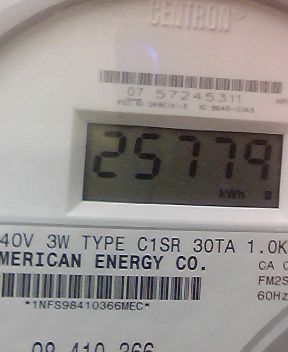 CENTRON®
07 57245311
25779
kWh
40V 3W TYPE C1SR 30TA 1.0K
MERICAN ENERGY CO.
CA
FM2S
60Hz
*1NFS98410366MEC*
98 410 366